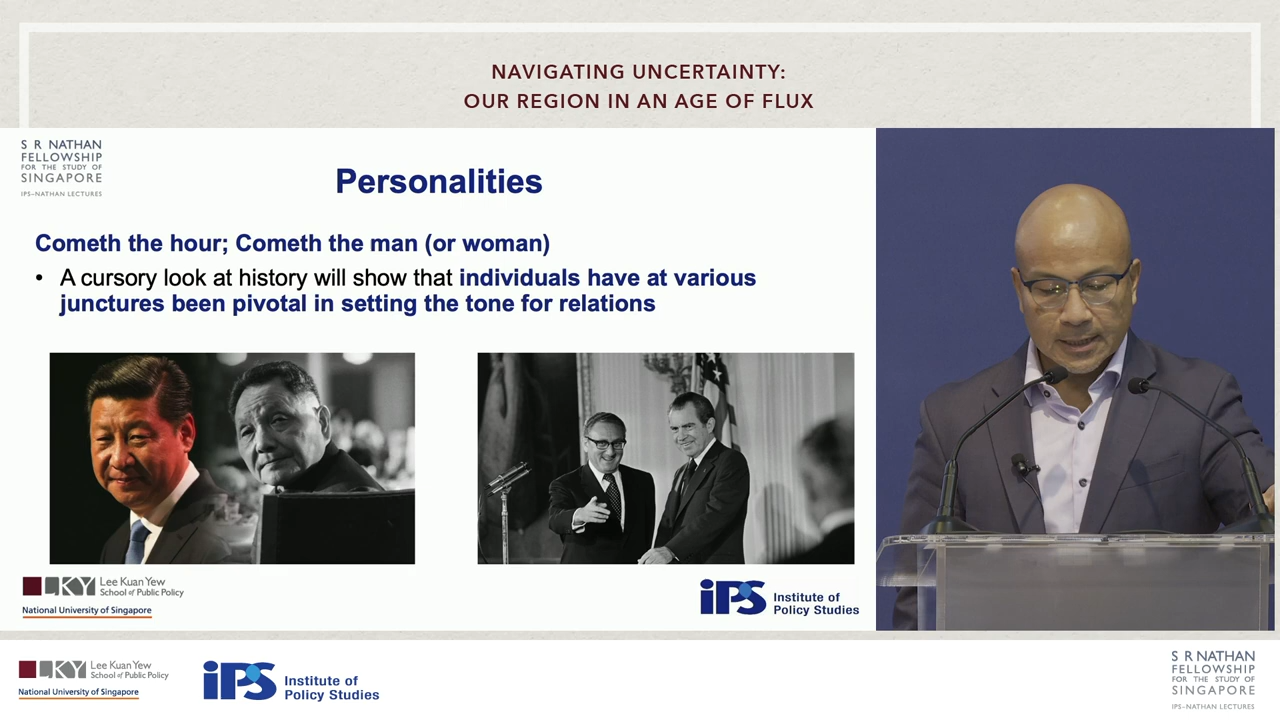 NAVIGATING UNCERTAINTY:
OUR REGION IN AN AGE OF FLUX
S R NATHAN
FELLOWSHIP
FOR THE STUDY OF
SINGAPORE
IPS–NATHAN LECTURES
Personalities
Cometh the hour; Cometh the man (or woman)
• A cursory look at history will show that individuals have at various
junctures been pivotal in setting the tone for relations
LKY Lee Kuan Yew
School of Public Policy
National University of Singapore
iPS Institute of
Policy Studies
LKY Lee Kuan Yew
School of Public Policy
National University of Singapore
iPS Institute of
Policy Studies
S R NATHAN
FELLOWSHIP
FOR THE STUDY OF
SINGAPORE
IPS–NATHAN LECTURES